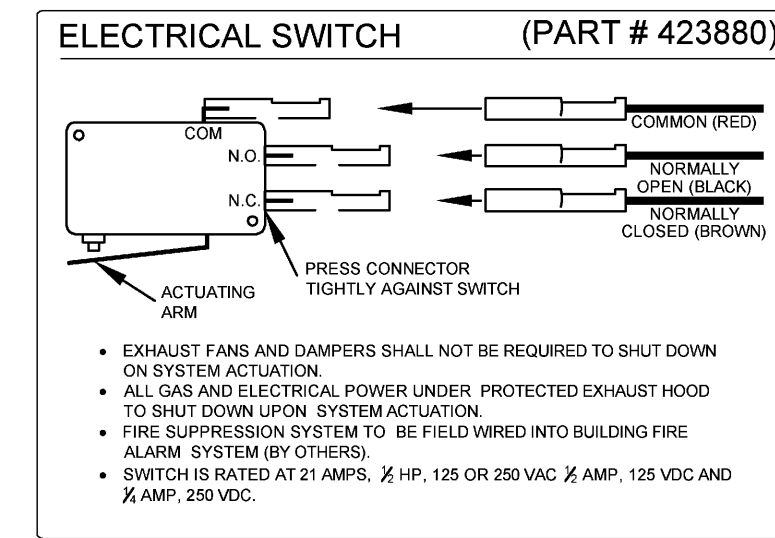 ELECTRICAL SWITCH (PART # 423880)
COM
N.O.
N.C.
COMMON (RED)
NORMALLY
OPEN (BLACK)
NORMALLY
CLOSED (BROWN)
PRESS CONNECTOR
TIGHTLY AGAINST SWITCH
ACTUATING
ARM
• EXHAUST FANS AND DAMPERS SHALL NOT BE REQUIRED TO SHUT DOWN
ON SYSTEM ACTUATION.
• ALL GAS AND ELECTRICAL POWER UNDER PROTECTED EXHAUST HOOD
TO SHUT DOWN UPON SYSTEM ACTUATION.
• FIRE SUPPRESSION SYSTEM TO BE FIELD WIRED INTO BUILDING FIRE
ALARM SYSTEM (BY OTHERS).
• SWITCH IS RATED AT 21 AMPS, ½ HP, 125 OR 250 VAC ½ AMP, 125 VDC AND
¼ AMP, 250 VDC.